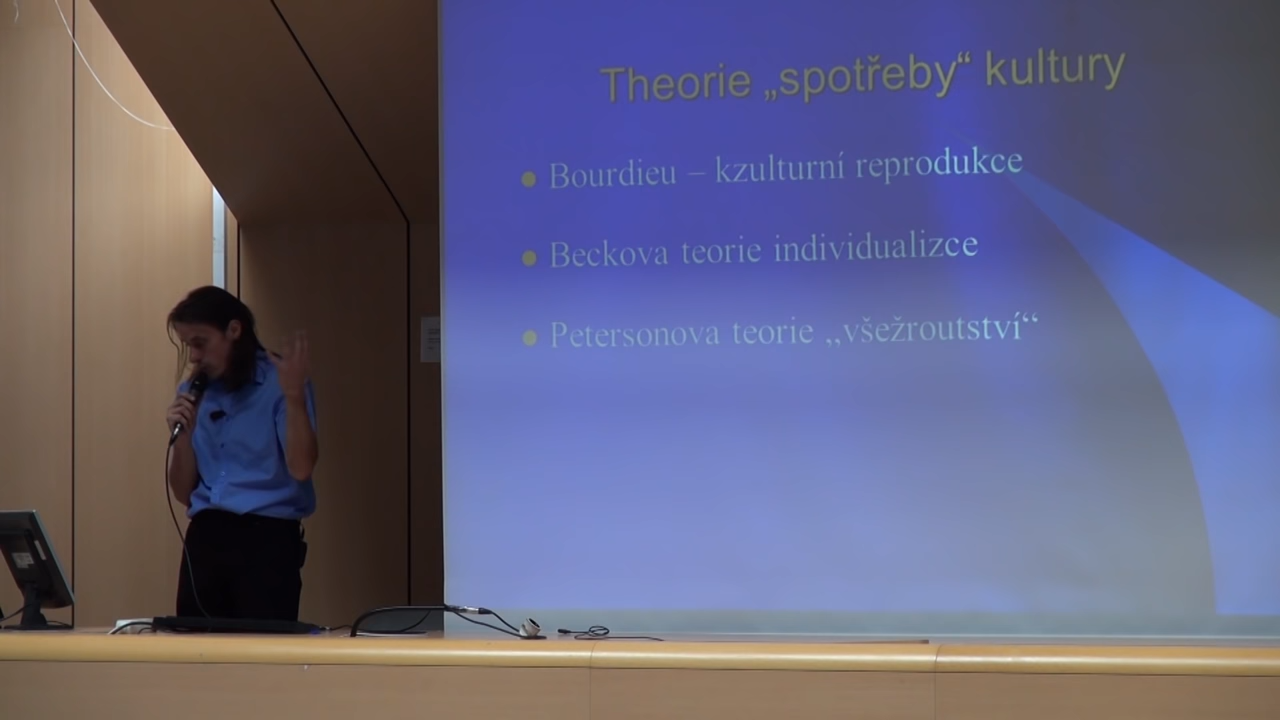 Theorie „spotřeby“ kultury
Bourdieu – kzulturní reprodukce
Beckova teorie individualizce
Petersonova teorie „všežroutství“